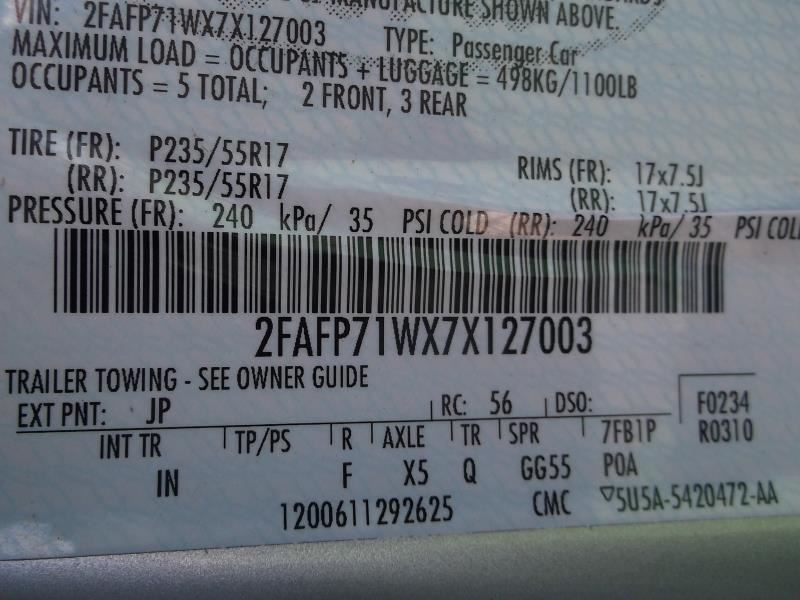 MANUFACTURE SHOWN ABOVE.
VIN: 2FAFP71WX7X127003 TYPE: Passenger Car
MAXIMUM LOAD = OCCUPANTS + LUGGAGE = 498KG/1100LB
OCCUPANTS = 5 TOTAL; 2 FRONT, 3 REAR
TIRE (FR): P235/55R17 RIMS (FR): 17x7.5J
(RR): P235/55R17 (RR): 17x7.5J
PRESSURE (FR): 240 kPa/ 35 PSI COLD (RR): 240 kPa/ 35 PSI COL
2FAFP71WX7X127003
TRAILER TOWING - SEE OWNER GUIDE
EXT PNT: JP RC: 56 DSO: F0234
INT TR TP/PS R AXLE TR SPR 7FB1P R0310
IN F X5 Q GG55 POA
1200611292625 CMC ▽5U5A-5420472-AA